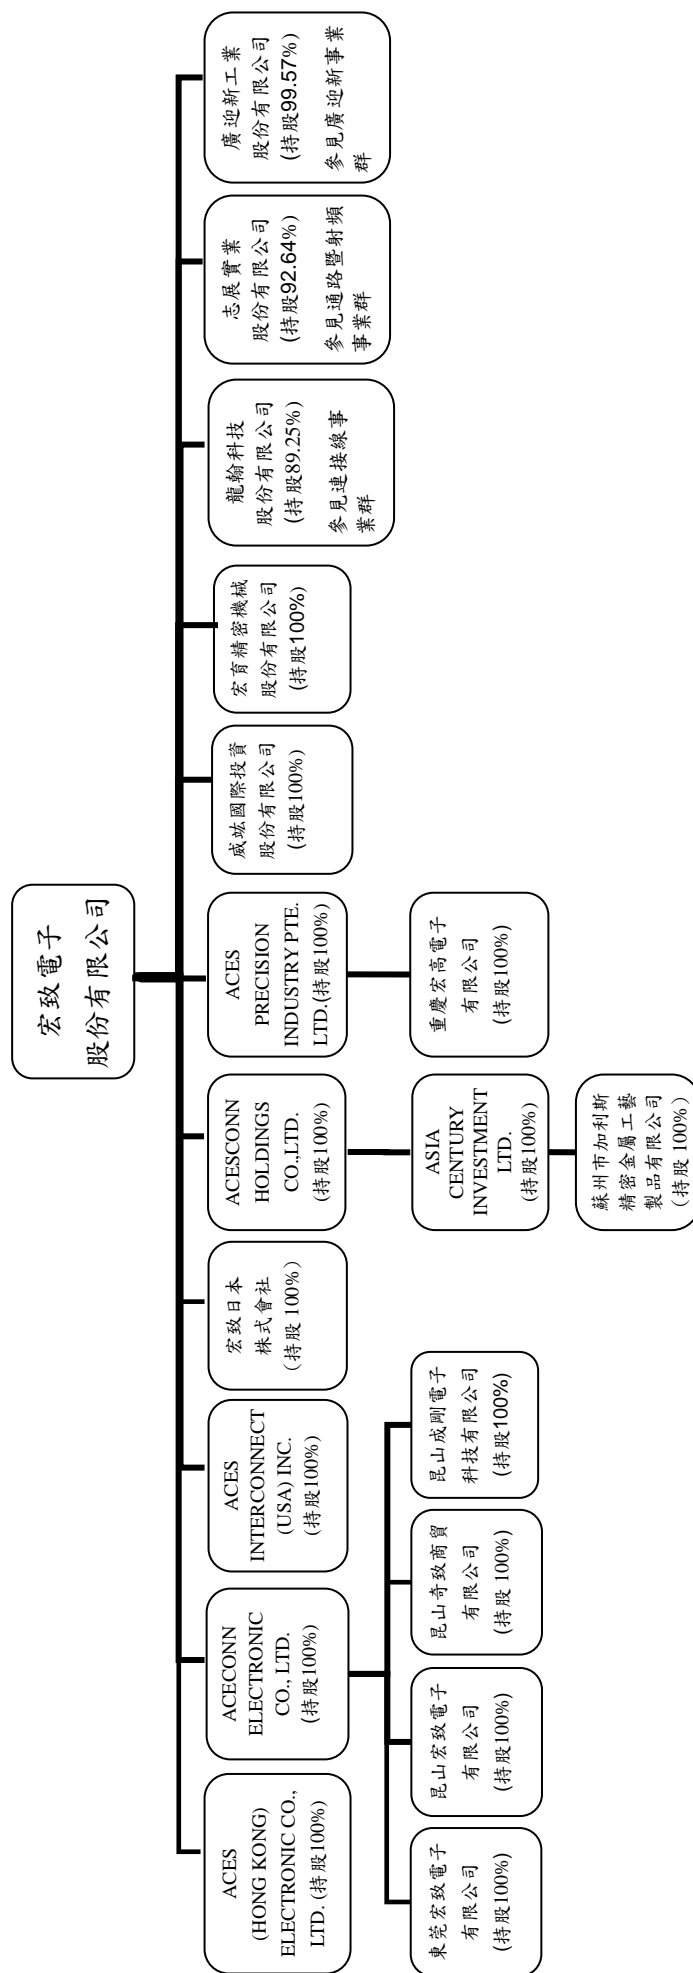 宏致電子
股份有限公司
ACES
(HONG KONG)
ELECTRONIC CO.,
LTD. (持股100%)
ACECONN
ELECTRONIC
CO., LTD.
(持股100%)
ACES
INTERCONNECT
(USA) INC.
(持股100%)
宏致日本
株式會社
(持股 100%)
ACESCONN
HOLDINGS
CO.,LTD.
(持股100%)
ACES
PRECISION
INDUSTRY PTE.
LTD.(持股100%)
威竑國際投資
股份有限公司
(持股100%)
宏育精密機械
股份有限公司
(持股100%)
龍翰科技
股份有限公司
(持股89.25%)
參見連接線事
業群
志展實業
股份有限公司
(持股92.64%)
參見通路暨射頻
事業群
廣迎新工業
股份有限公司
(持股99.57%)
參見廣迎新事業
群
東莞宏致電子
有限公司
(持股100%)
昆山宏致電子
有限公司
(持股100%)
昆山奇致商貿
有限公司
(持股 100%)
昆山成剛電子
科技有限公司
(持股100%)
ASIA
CENTURY
INVESTMENT
LTD.
(持股100%)
重慶宏高電子
有限公司
(持股100%)
蘇州市加利斯
精密金屬工藝
製品有限公司
(持股 100%)